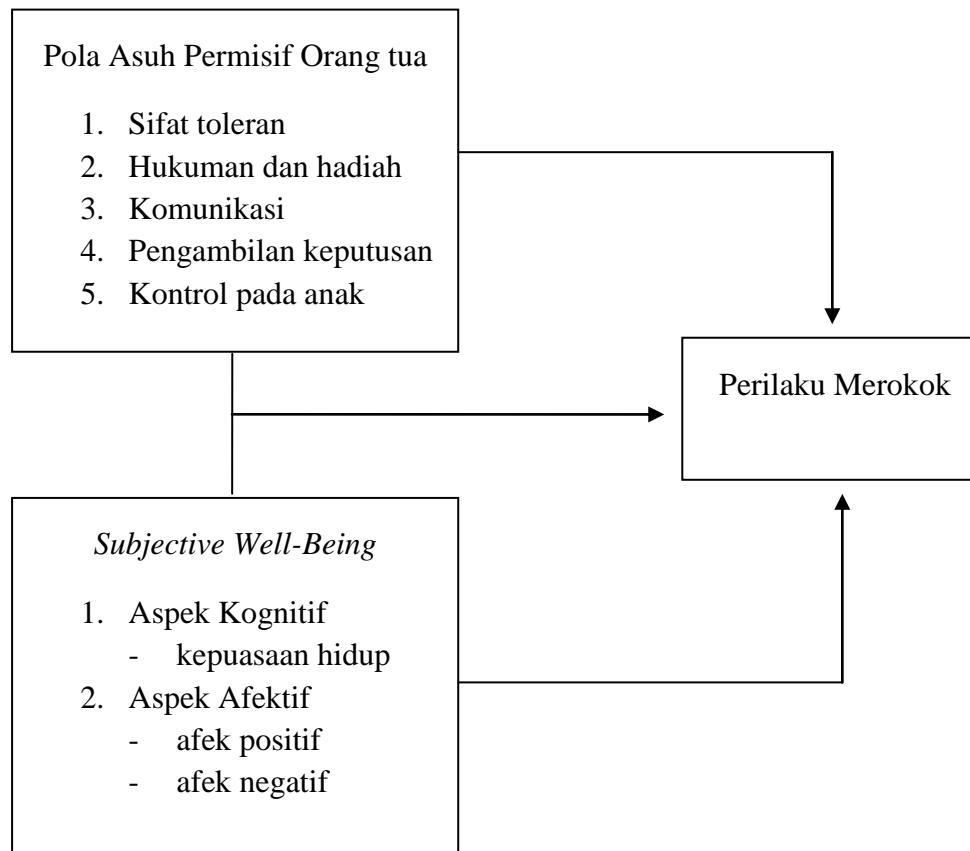 Pola Asuh Permisif Orang tua
1. Sifat toleran
2. Hukuman dan hadiah
3. Komunikasi
4. Pengambilan keputusan
5. Kontrol pada anak
Perilaku Merokok
Subjective Well-Being
1. Aspek Kognitif
- kepuasaan hidup
2. Aspek Afektif
- afek positif
- afek negatif